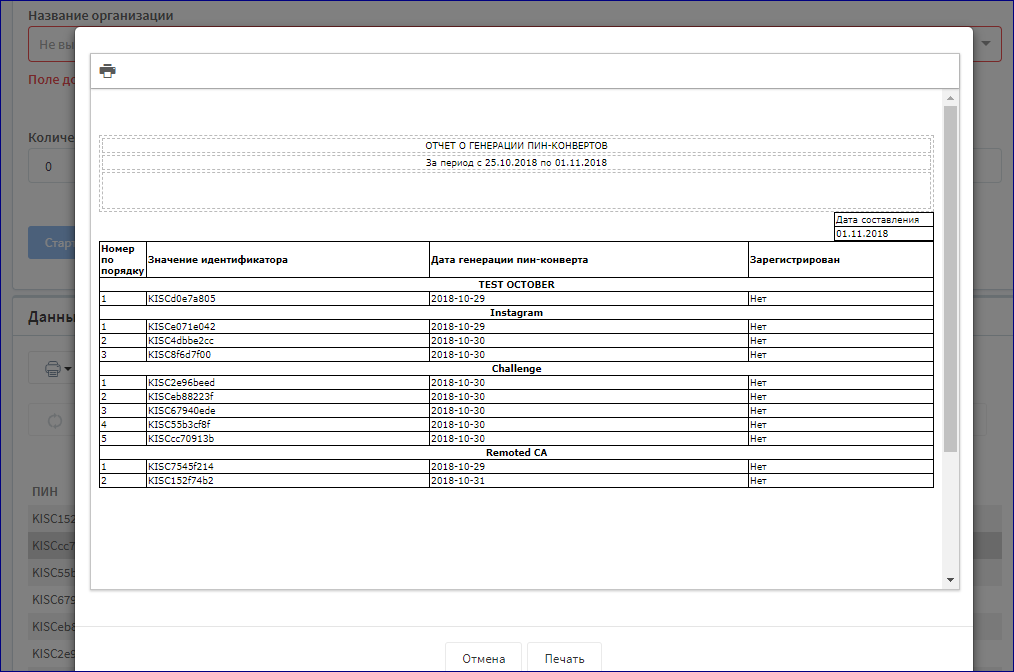 Название организации
Не вы
Поле до
Количе
0
Старт
Данны
ПИН
KISC152
KISCcc7
KISC55b
KISC679
KISCeb8
KISC2e9
ОТЧЕТ О ГЕНЕРАЦИИ ПИН-КОНВЕРТОВ
За период с 25.10.2018 по 01.11.2018
Дата составления
01.11.2018
Номер по порядку Значение идентификатора Дата генерации пин-конверта Зарегистрирован
TEST OCTOBER
1 KISCd0e7a805 2018-10-29 Нет
Instagram
1 KISCe071e042 2018-10-29 Нет
2 KISC4dbbe2cc 2018-10-30 Нет
3 KISC8f6d7f00 2018-10-30 Нет
Challenge
1 KISC2e96beed 2018-10-30 Нет
2 KISCeb88223f 2018-10-30 Нет
3 KISC67940ede 2018-10-30 Нет
4 KISC55b3cf8f 2018-10-30 Нет
5 KISCcc70913b 2018-10-30 Нет
Remoted CA
1 KISC7545f214 2018-10-29 Нет
2 KISC152f74b2 2018-10-31 Нет
Отмена Печать